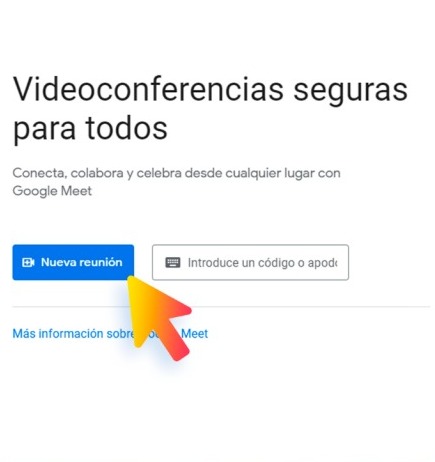 Videoconferencias seguras
para todos
Conecta, colabora y celebra desde cualquier lugar con
Google Meet
Nueva reunión
Introduce un código o apodo
Más información sobre Google Meet